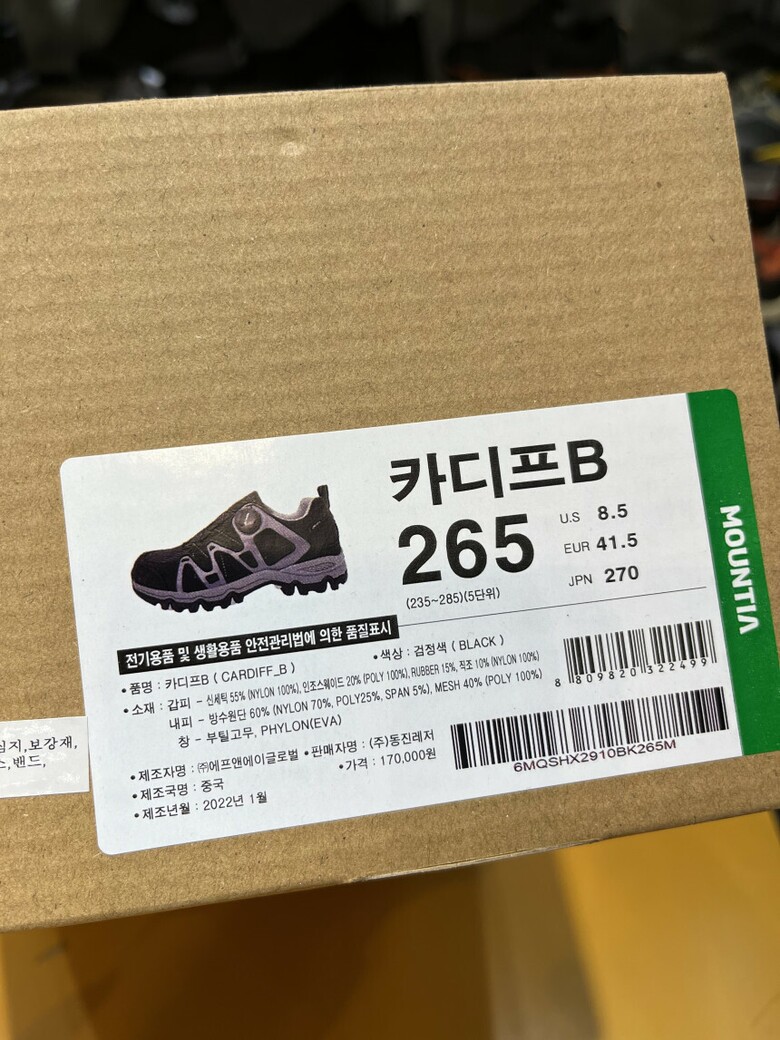 카디프B
265
U.S 8.5
EUR 41.5
JPN 270
(235~285)(5단위)
MOUNTIA
전기용품 및 생활용품 안전관리법에 의한 품질표시
•품명 : 카디프B ( CARDIFF_B )
•색상 : 검정색 ( BLACK )
•소재 : 갑피 – 신세틱 55% (NYLON 100%), 인조스웨이드 20% (POLY 100%), RUBBER 15%, 직조 10% (NYLON 100%)
내피 – 방수원단 60% (NYLON 70%, POLY25%, SPAN 5%), MESH 40% (POLY 100%)
창 – 부틸고무, PHYLON(EVA)
•제조자명 : ㈜에프앤에이글로벌 •판매자명 : (주)동진레저
•제조국명 : 중국
•가격 : 170,000원
•제조년월 : 2022년 1월
8 809820 322499
6MQSHX2910BK265M
심지,보강재,
스,밴드,